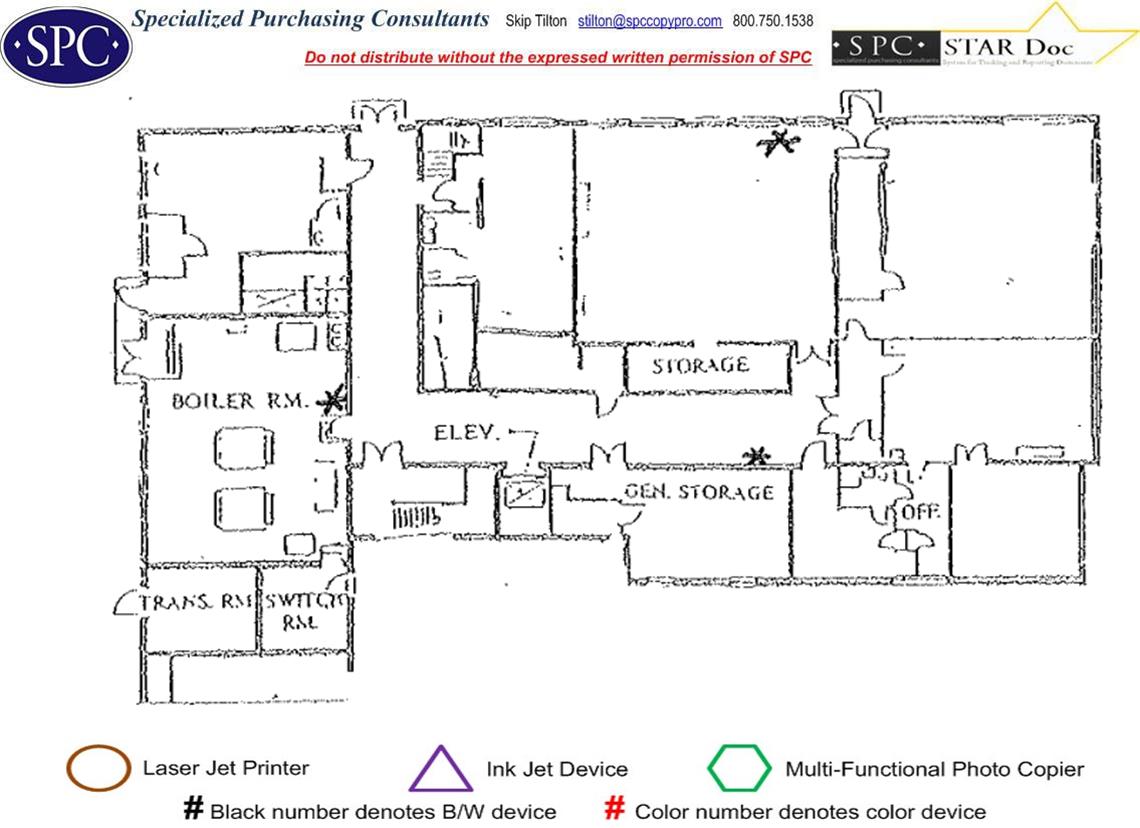 Specialized Purchasing Consultants Skip Tilton stilton@spccopypro.com 800.750.1538
·SPC·
Do not distribute without the expressed written permission of SPC
·SPC· STAR Doc
specialized purchasing consultants System for Tracking and Reporting Documents
STORAGE
BOILER RM.
ELEV.
GEN. STORAGE
OFF.
TRANS. RM
SWITCH
RM.
Laser Jet Printer
Ink Jet Device
Multi-Functional Photo Copier
# Black number denotes B/W device
# Color number denotes color device